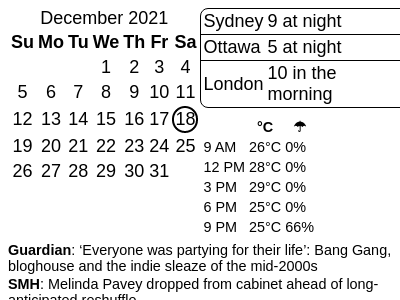 December 2021
Su Mo Tu We Th Fr Sa
1 2 3 4
5 6 7 8 9 10 11
12 13 14 15 16 17 18
19 20 21 22 23 24 25
26 27 28 29 30 31
Sydney 9 at night
Ottawa 5 at night
London 10 in the
morning
°C ☂
9 AM 26°C 0%
12 PM 28°C 0%
3 PM 29°C 0%
6 PM 25°C 0%
9 PM 25°C 66%
Guardian: ‘Everyone was partying for their life’: Bang Gang,
bloghouse and the indie sleaze of the mid-2000s
SMH: Melinda Pavey dropped from cabinet ahead of long-
anticipated reshuffle